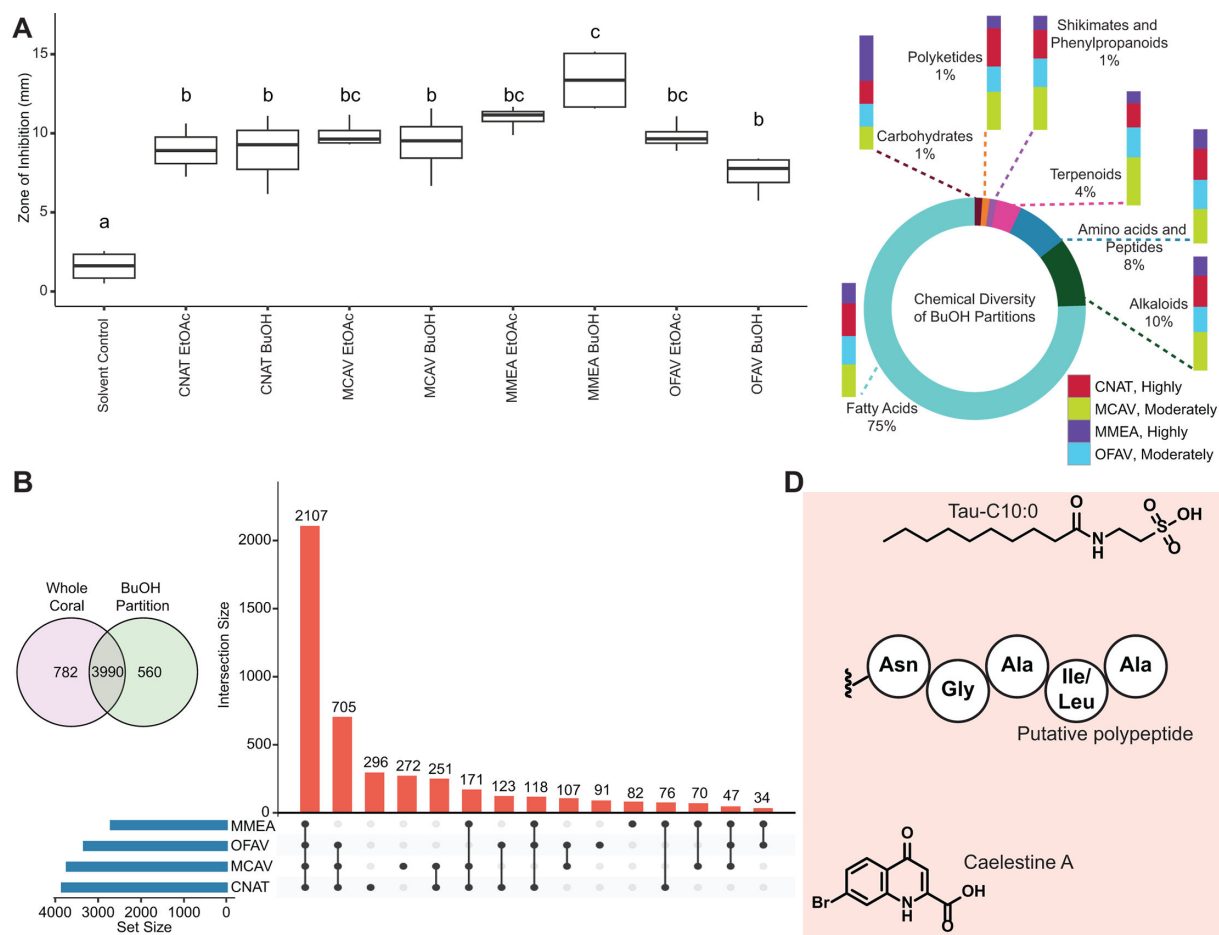 A
Zone of Inhibition (mm)
15
10
5
0
a
b
b
bc
b
bc
c
bc
b
Solvent Control
CNAT EtOAc
CNAT BuOH
MCAV EtOAc
MCAV BuOH
MMEA EtOAc
MMEA BuOH
OFAV EtOAc
OFAV BuOH
Carbohydrates
1%
Polyketides
1%
Shikimates and
Phenylpropanoids
1%
Terpenoids
4%
Amino acids and
Peptides
8%
Alkaloids
10%
Fatty Acids
75%
Chemical Diversity
of BuOH Partitions
CNAT, Highly
MCAV, Moderately
MMEA, Highly
OFAV, Moderately
B
Whole
Coral
BuOH
Partition
782
3990
560
Intersection Size
2000
1500
1000
500
0
2107
705
296
272
251
171
123
118
107
91
82
76
70
47
34
MMEA
OFAV
MCAV
CNAT
4000
3000
2000
1000
0
Set Size
D
Tau-C10:0
O
N
H
O
S
O
OH
Asn
Gly
Ala
Ile/
Leu
Ala
Putative polypeptide
Caelestine A
O
Br
N
H
O
OH